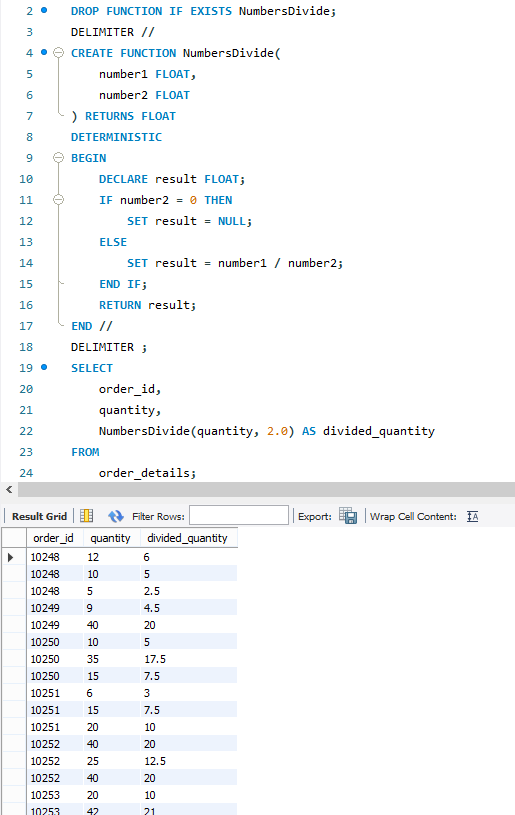 2 DROP FUNCTION IF EXISTS NumbersDivide;
3 DELIMITER //
4 CREATE FUNCTION NumbersDivide(
5 number1 FLOAT,
6 number2 FLOAT
7 ) RETURNS FLOAT
8 DETERMINISTIC
9 BEGIN
10 DECLARE result FLOAT;
11 IF number2 = 0 THEN
12 SET result = NULL;
13 ELSE
14 SET result = number1 / number2;
15 END IF;
16 RETURN result;
17 END //
18 DELIMITER ;
19 SELECT
20 order_id,
21 quantity,
22 NumbersDivide(quantity, 2.0) AS divided_quantity
23 FROM
24 order_details;
Result Grid Filter Rows: Export: Wrap Cell Content: IA
order_id quantity divided_quantity
10248 12 6
10248 10 5
10248 5 2.5
10249 9 4.5
10249 40 20
10250 10 5
10250 35 17.5
10250 15 7.5
10251 6 3
10251 15 7.5
10251 20 10
10252 40 20
10252 25 12.5
10252 40 20
10253 20 10
10253 42 21